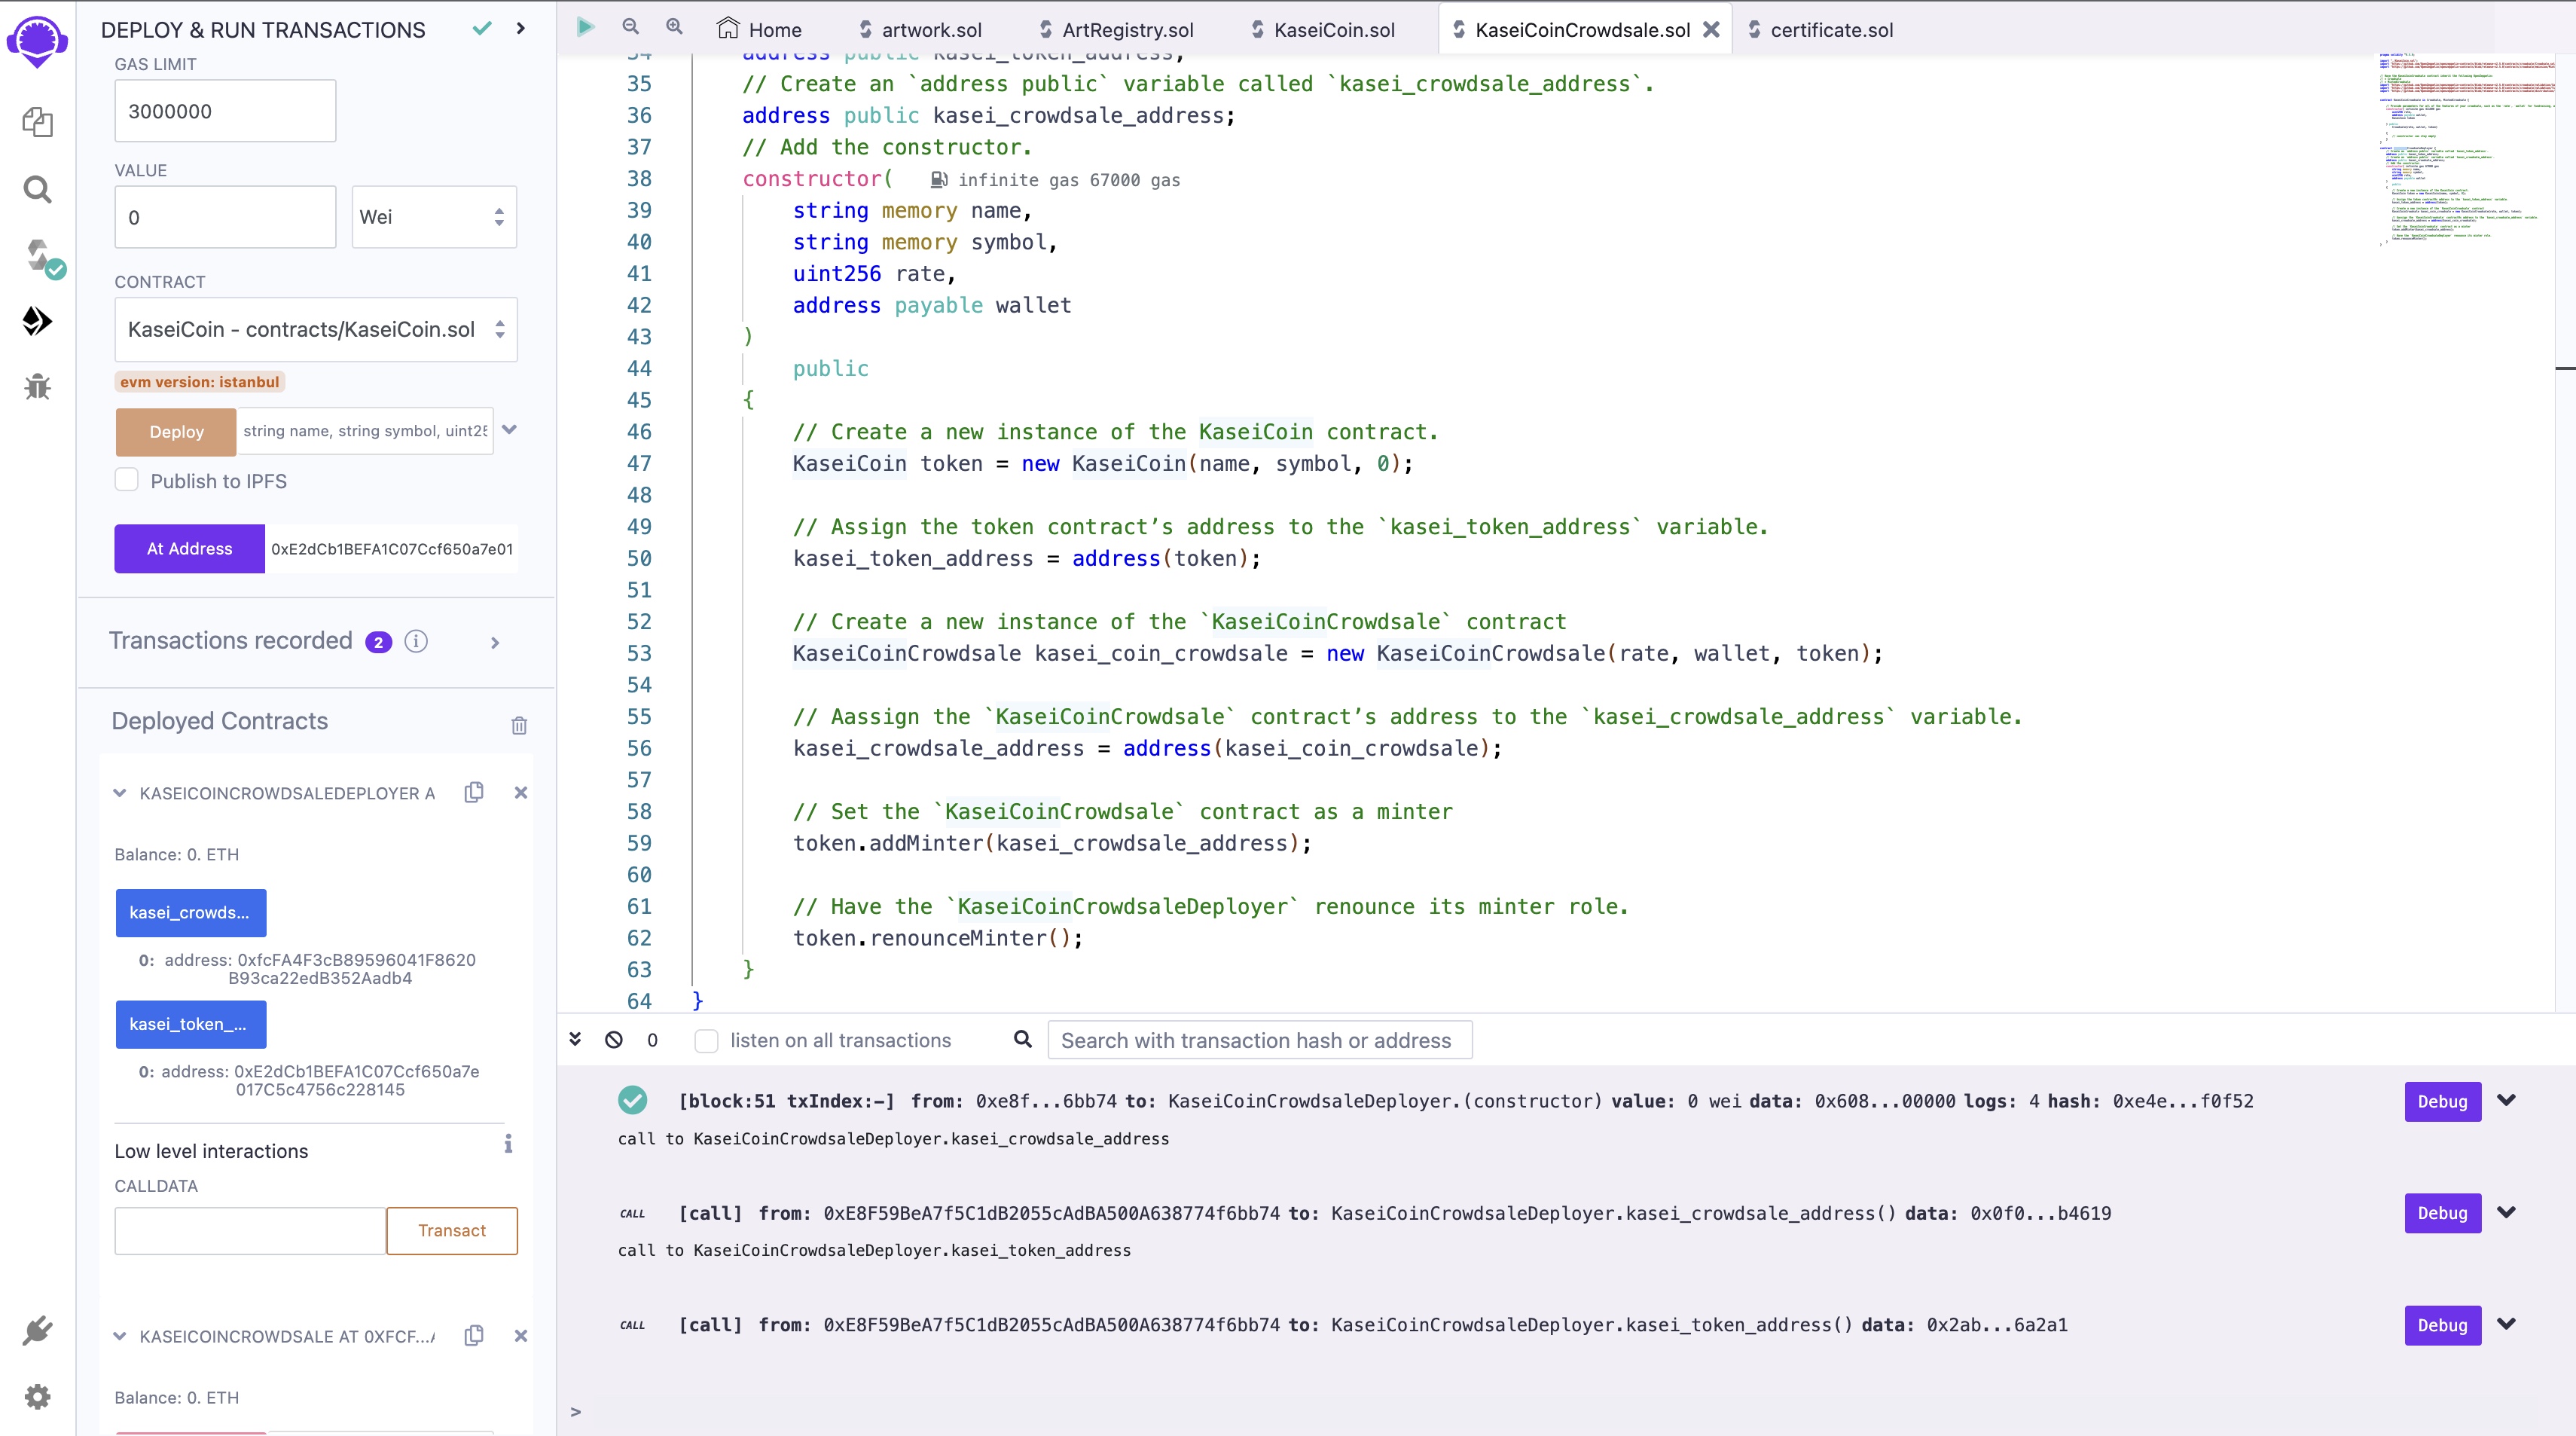 DEPLOY & RUN TRANSACTIONS
GAS LIMIT
3000000
VALUE
0
Wei
CONTRACT
KaseiCoin - contracts/KaseiCoin.sol
evm version: istanbul
Deploy
string name, string symbol, uint25
Publish to IPFS
At Address
0xE2dCb1BEFA1C07Ccf650a7e01
Transactions recorded 2
Deployed Contracts
KASEICOINCROWDSALEDEPLOYER A
Balance: 0. ETH
kasei_crowds...
0: address: 0xfcFA4F3cB89596041F8620
B93ca22edB352Aadb4
kasei_token_...
0: address: 0xE2dCb1BEFA1C07Ccf650a7e
017C5c4756c228145
Low level interactions
CALLDATA
Transact
KASEICOINCROWDSALE AT 0XFCF...
Balance: 0. ETH
Home
artwork.sol
ArtRegistry.sol
KaseiCoin.sol
KaseiCoinCrowdsale.sol
certificate.sol
34 address public kasei_token_address;
35 // Create an `address public` variable called `kasei_crowdsale_address`.
36 address public kasei_crowdsale_address;
37 // Add the constructor.
38 constructor( infinite gas 67000 gas
39 string memory name,
40 string memory symbol,
41 uint256 rate,
42 address payable wallet
43 )
44 public
45 {
46 // Create a new instance of the KaseiCoin contract.
47 KaseiCoin token = new KaseiCoin(name, symbol, 0);
48
49 // Assign the token contract’s address to the `kasei_token_address` variable.
50 kasei_token_address = address(token);
51
52 // Create a new instance of the `KaseiCoinCrowdsale` contract
53 KaseiCoinCrowdsale kasei_coin_crowdsale = new KaseiCoinCrowdsale(rate, wallet, token);
54
55 // Aassign the `KaseiCoinCrowdsale` contract’s address to the `kasei_crowdsale_address` variable.
56 kasei_crowdsale_address = address(kasei_coin_crowdsale);
57
58 // Set the `KaseiCoinCrowdsale` contract as a minter
59 token.addMinter(kasei_crowdsale_address);
60
61 // Have the `KaseiCoinCrowdsaleDeployer` renounce its minter role.
62 token.renounceMinter();
63 }
64 }
0
listen on all transactions
Search with transaction hash or address
[block:51 txIndex:-] from: 0xe8f...6bb74 to: KaseiCoinCrowdsaleDeployer.(constructor) value: 0 wei data: 0x608...00000 logs: 4 hash: 0xe4e...f0f52
Debug
call to KaseiCoinCrowdsaleDeployer.kasei_crowdsale_address
CALL [call] from: 0xE8F59BeA7f5C1dB2055cAdBA500A638774f6bb74 to: KaseiCoinCrowdsaleDeployer.kasei_crowdsale_address() data: 0x0f0...b4619
Debug
call to KaseiCoinCrowdsaleDeployer.kasei_token_address
CALL [call] from: 0xE8F59BeA7f5C1dB2055cAdBA500A638774f6bb74 to: KaseiCoinCrowdsaleDeployer.kasei_token_address() data: 0x2ab...6a2a1
Debug
>